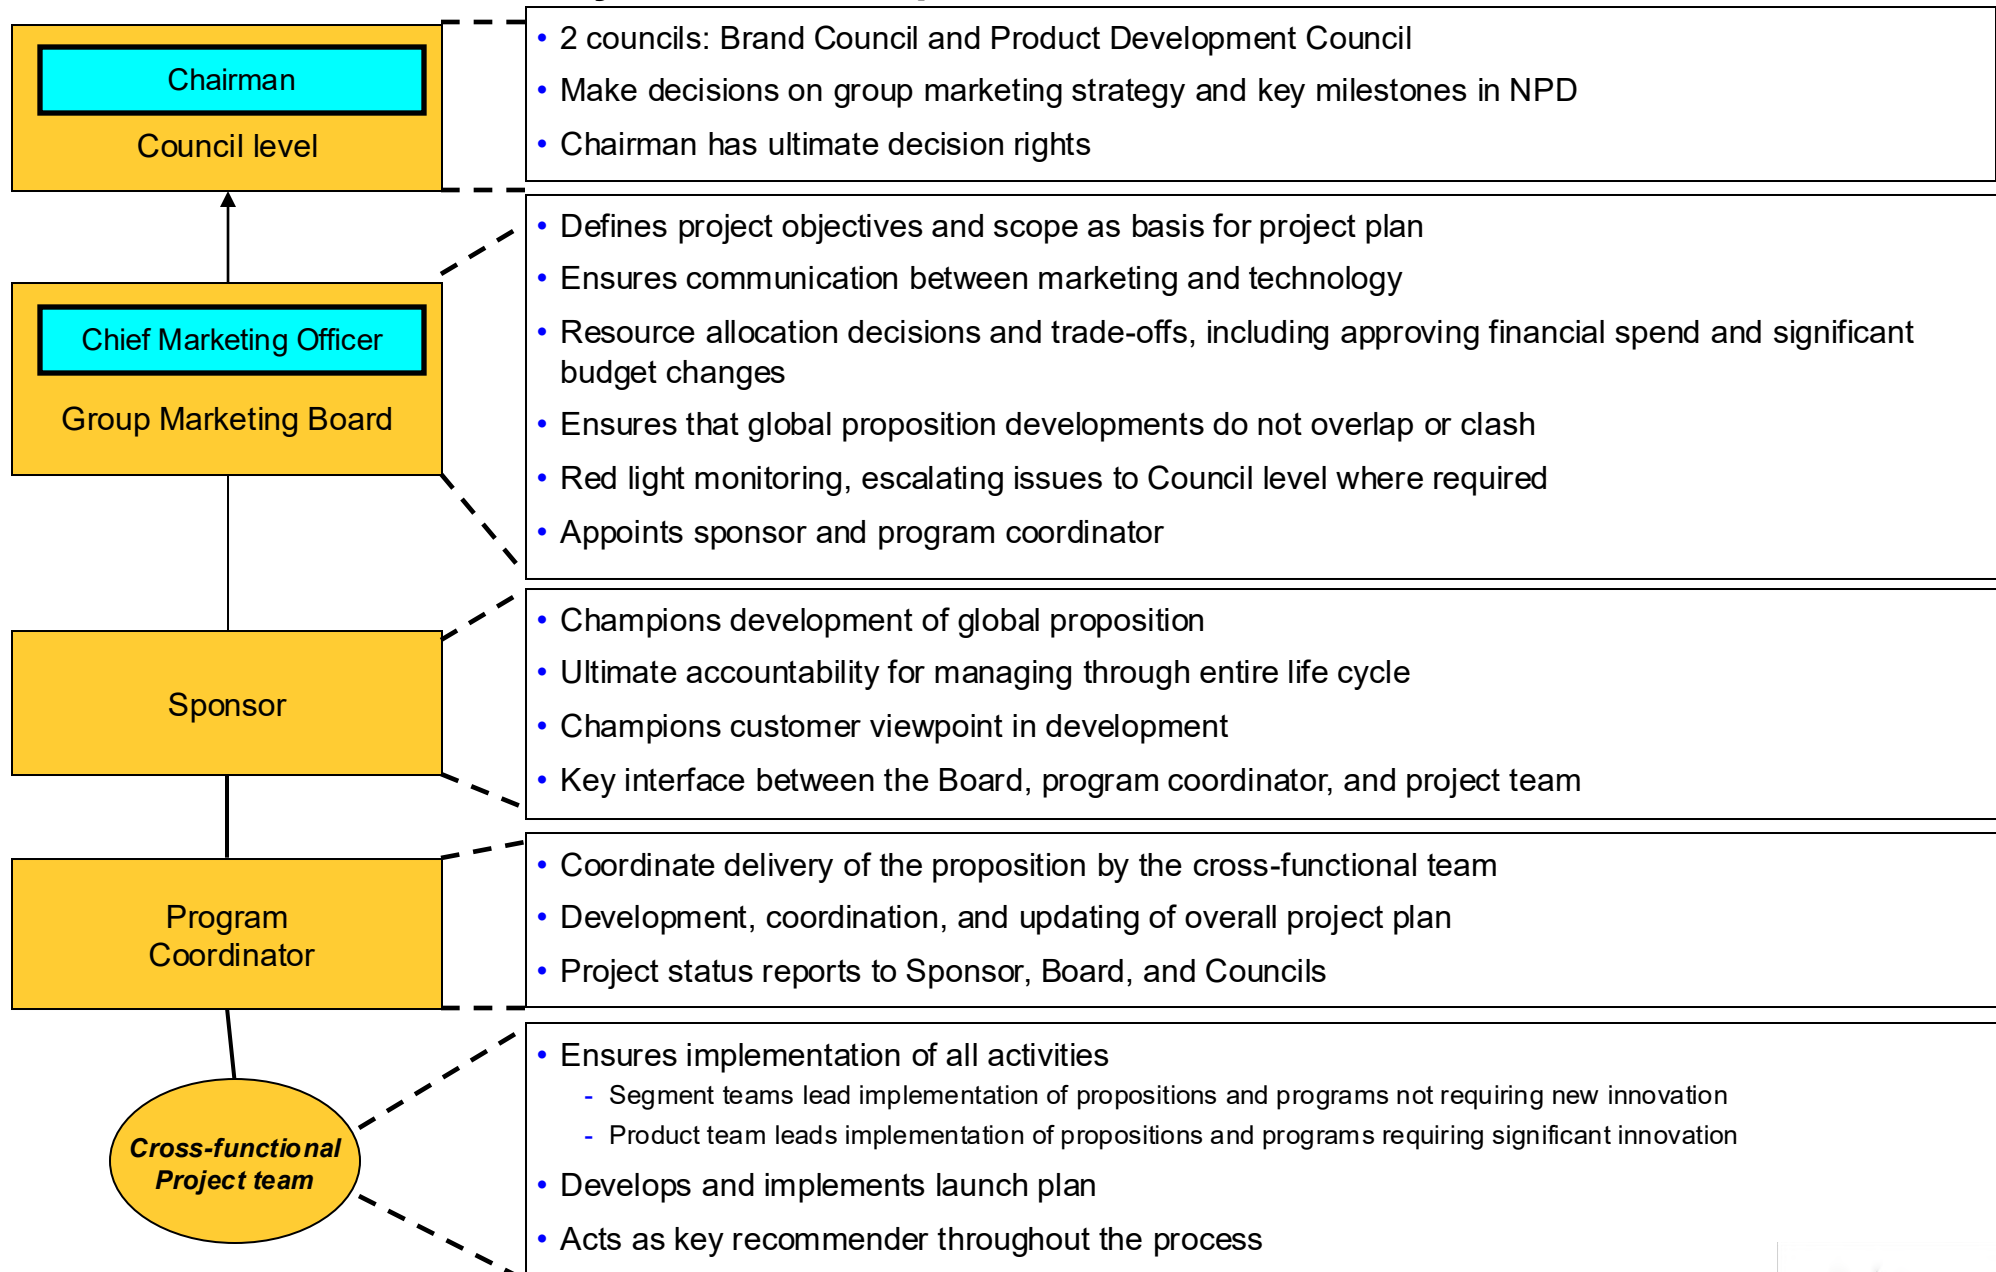 Chairman
Council level
• 2 councils: Brand Council and Product Development Council
• Make decisions on group marketing strategy and key milestones in NPD
• Chairman has ultimate decision rights
Chief Marketing Officer
Group Marketing Board
• Defines project objectives and scope as basis for project plan
• Ensures communication between marketing and technology
• Resource allocation decisions and trade-offs, including approving financial spend and significant
budget changes
• Ensures that global proposition developments do not overlap or clash
• Red light monitoring, escalating issues to Council level where required
• Appoints sponsor and program coordinator
Sponsor
• Champions development of global proposition
• Ultimate accountability for managing through entire life cycle
• Champions customer viewpoint in development
• Key interface between the Board, program coordinator, and project team
Program
Coordinator
• Coordinate delivery of the proposition by the cross-functional team
• Development, coordination, and updating of overall project plan
• Project status reports to Sponsor, Board, and Councils
Cross-functional
Project team
• Ensures implementation of all activities
- Segment teams lead implementation of propositions and programs not requiring new innovation
- Product team leads implementation of propositions and programs requiring significant innovation
• Develops and implements launch plan
• Acts as key recommender throughout the process